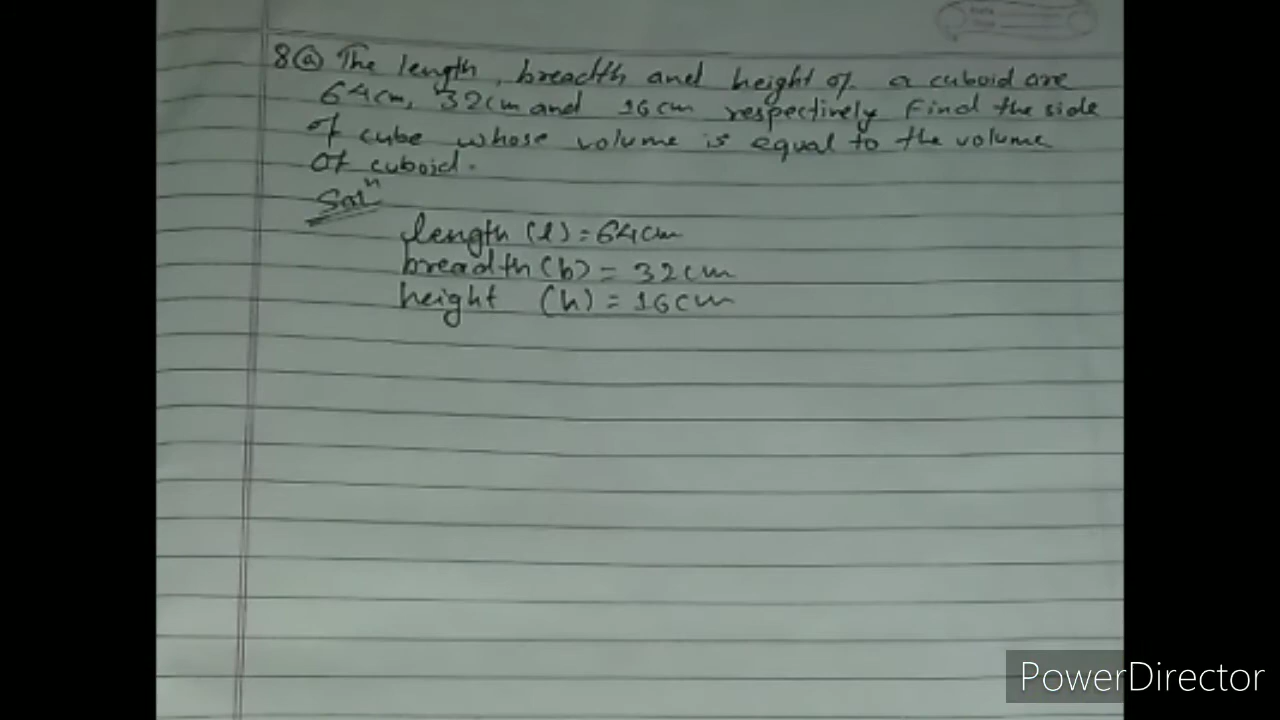 8(a) The length, breadth and height of a cuboid are
64cm, 32cm and 16cm respectively Find the side
of cube whose volume is equal to the volume
of cuboid.
Solⁿ
length (l) = 64cm
breadth (b) = 32cm
height (h) = 16cm
PowerDirector